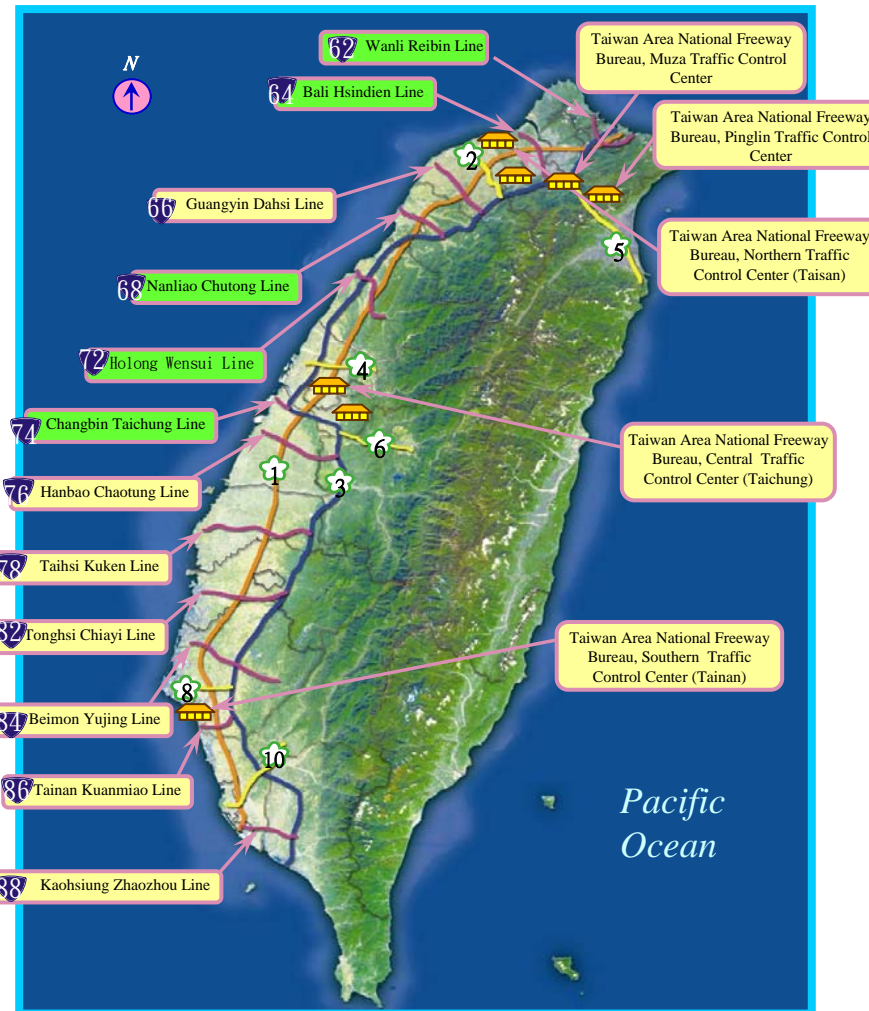 N
62 Wanli Reibin Line
64 Bali Hsindien Line
Taiwan Area National Freeway
Bureau, Muza Traffic Control
Center
Taiwan Area National Freeway
Bureau, Pinglin Traffic Control
Center
2
66 Guangyin Dahsi Line
Taiwan Area National Freeway
Bureau, Northern Traffic
Control Center (Taisan)
5
68 Nanliao Chutong Line
72 Holong Wensui Line
4
74 Changbin Taichung Line
6
Taiwan Area National Freeway
Bureau, Central Traffic
Control Center (Taichung)
1
3
76 Hanbao Chaotung Line
78 Taihsi Kuken Line
82 Tonghsi Chiayi Line
Taiwan Area National Freeway
Bureau, Southern Traffic
Control Center (Tainan)
8
84 Beimon Yujing Line
10
86 Tainan Kuanmiao Line
Pacific
Ocean
88 Kaohsiung Zhaozhou Line